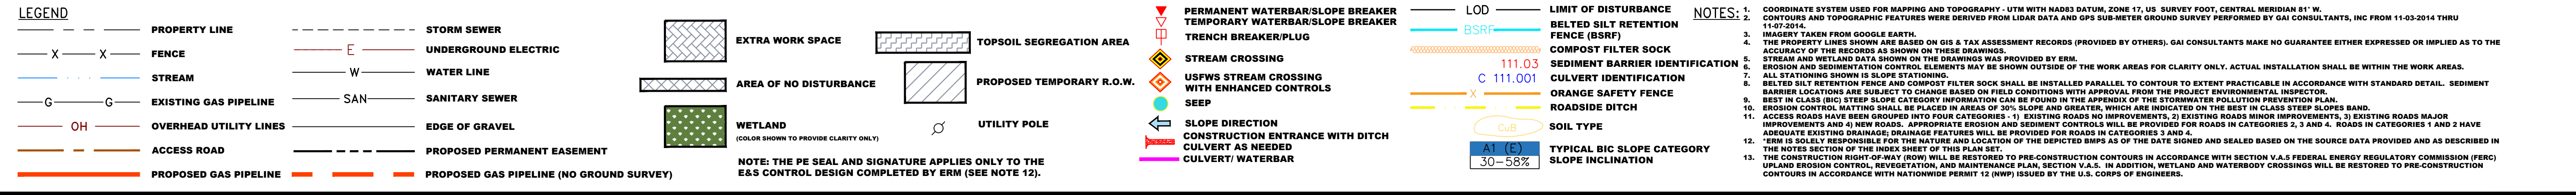 LEGEND
PROPERTY LINE
X X FENCE
STREAM
G G EXISTING GAS PIPELINE
OH OVERHEAD UTILITY LINES
ACCESS ROAD
PROPOSED GAS PIPELINE
STORM SEWER
E UNDERGROUND ELECTRIC
W WATER LINE
SAN SANITARY SEWER
EDGE OF GRAVEL
PROPOSED PERMANENT EASEMENT
PROPOSED GAS PIPELINE (NO GROUND SURVEY)
EXTRA WORK SPACE
AREA OF NO DISTURBANCE
WETLAND
(COLOR SHOWN TO PROVIDE CLARITY ONLY)
TOPSOIL SEGREGATION AREA
PROPOSED TEMPORARY R.O.W.
UTILITY POLE
NOTE: THE PE SEAL AND SIGNATURE APPLIES ONLY TO THE
E&S CONTROL DESIGN COMPLETED BY ERM (SEE NOTE 12).
PERMANENT WATERBAR/SLOPE BREAKER
TEMPORARY WATERBAR/SLOPE BREAKER
TRENCH BREAKER/PLUG
STREAM CROSSING
USFWS STREAM CROSSING
WITH ENHANCED CONTROLS
SEEP
SLOPE DIRECTION
CONSTRUCTION ENTRANCE WITH DITCH
CULVERT AS NEEDED
CULVERT/ WATERBAR
LOD LIMIT OF DISTURBANCE
BSRF BELTED SILT RETENTION
FENCE (BSRF)
COMPOST FILTER SOCK
111.03 SEDIMENT BARRIER IDENTIFICATION
C 111.001 CULVERT IDENTIFICATION
X ORANGE SAFETY FENCE
ROADSIDE DITCH
CuB SOIL TYPE
A1 (E) TYPICAL BIC SLOPE CATEGORY
30-58% SLOPE INCLINATION
NOTES:
1. COORDINATE SYSTEM USED FOR MAPPING AND TOPOGRAPHY - UTM WITH NAD83 DATUM, ZONE 17, US SURVEY FOOT, CENTRAL MERIDIAN 81° W.
2. CONTOURS AND TOPOGRAPHIC FEATURES WERE DERIVED FROM LIDAR DATA AND GPS SUB-METER GROUND SURVEY PERFORMED BY GAI CONSULTANTS, INC FROM 11-03-2014 THRU
11-07-2014.
3. IMAGERY TAKEN FROM GOOGLE EARTH.
4. THE PROPERTY LINES SHOWN ARE BASED ON GIS & TAX ASSESSMENT RECORDS (PROVIDED BY OTHERS). GAI CONSULTANTS MAKE NO GUARANTEE EITHER EXPRESSED OR IMPLIED AS TO THE
ACCURACY OF THE RECORDS AS SHOWN ON THESE DRAWINGS.
5. STREAM AND WETLAND DATA SHOWN ON THE DRAWINGS WAS PROVIDED BY ERM.
6. EROSION AND SEDIMENTATION CONTROL ELEMENTS MAY BE SHOWN OUTSIDE OF THE WORK AREAS FOR CLARITY ONLY. ACTUAL INSTALLATION SHALL BE WITHIN THE WORK AREAS.
7. ALL STATIONING SHOWN IS SLOPE STATIONING.
8. BELTED SILT RETENTION FENCE AND COMPOST FILTER SOCK SHALL BE INSTALLED PARALLEL TO CONTOUR TO EXTENT PRACTICABLE IN ACCORDANCE WITH STANDARD DETAIL. SEDIMENT
BARRIER LOCATIONS ARE SUBJECT TO CHANGE BASED ON FIELD CONDITIONS WITH APPROVAL FROM THE PROJECT ENVIRONMENTAL INSPECTOR.
9. BEST IN CLASS (BIC) STEEP SLOPE CATEGORY INFORMATION CAN BE FOUND IN THE APPENDIX OF THE STORMWATER POLLUTION PREVENTION PLAN.
10. EROSION CONTROL MATTING SHALL BE PLACED IN AREAS OF 30% SLOPE AND GREATER, WHICH ARE INDICATED ON THE BEST IN CLASS STEEP SLOPES BAND.
11. ACCESS ROADS HAVE BEEN GROUPED INTO FOUR CATEGORIES - 1) EXISTING ROADS NO IMPROVEMENTS, 2) EXISTING ROADS MINOR IMPROVEMENTS, 3) EXISTING ROADS MAJOR
IMPROVEMENTS AND 4) NEW ROADS. APPROPRIATE EROSION AND SEDIMENT CONTROLS WILL BE PROVIDED FOR ROADS IN CATEGORIES 2, 3 AND 4. ROADS IN CATEGORIES 1 AND 2 HAVE
ADEQUATE EXISTING DRAINAGE; DRAINAGE FEATURES WILL BE PROVIDED FOR ROADS IN CATEGORIES 3 AND 4.
12. *ERM IS SOLELY RESPONSIBLE FOR THE NATURE AND LOCATION OF THE DEPICTED BMPS AS OF THE DATE SIGNED AND SEALED BASED ON THE SOURCE DATA PROVIDED AND AS DESCRIBED IN
THE NOTES SECTION OF THE INDEX SHEET OF THIS PLAN SET.
13. THE CONSTRUCTION RIGHT-OF-WAY (ROW) WILL BE RESTORED TO PRE-CONSTRUCTION CONTOURS IN ACCORDANCE WITH SECTION V.A.5 FEDERAL ENERGY REGULATORY COMMISSION (FERC)
UPLAND EROSION CONTROL, REVEGETATION, AND MAINTENANCE PLAN, SECTION V.A.5. IN ADDITION, WETLAND AND WATERBODY CROSSINGS WILL BE RESTORED TO PRE-CONSTRUCTION
CONTOURS IN ACCORDANCE WITH NATIONWIDE PERMIT 12 (NWP) ISSUED BY THE U.S. CORPS OF ENGINEERS.